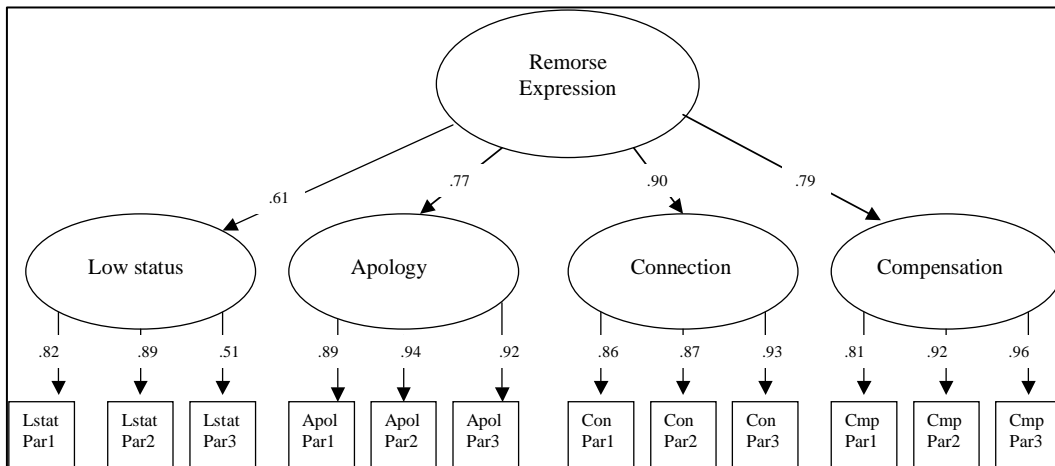 Remorse
Expression
.61
.77
.90
.79
Low status
Apology
Connection
Compensation
.82
.89
.51
.89
.94
.92
.86
.87
.93
.81
.92
.96
Lstat
Par1
Lstat
Par2
Lstat
Par3
Apol
Par1
Apol
Par2
Apol
Par3
Con
Par1
Con
Par2
Con
Par3
Cmp
Par1
Cmp
Par2
Cmp
Par3